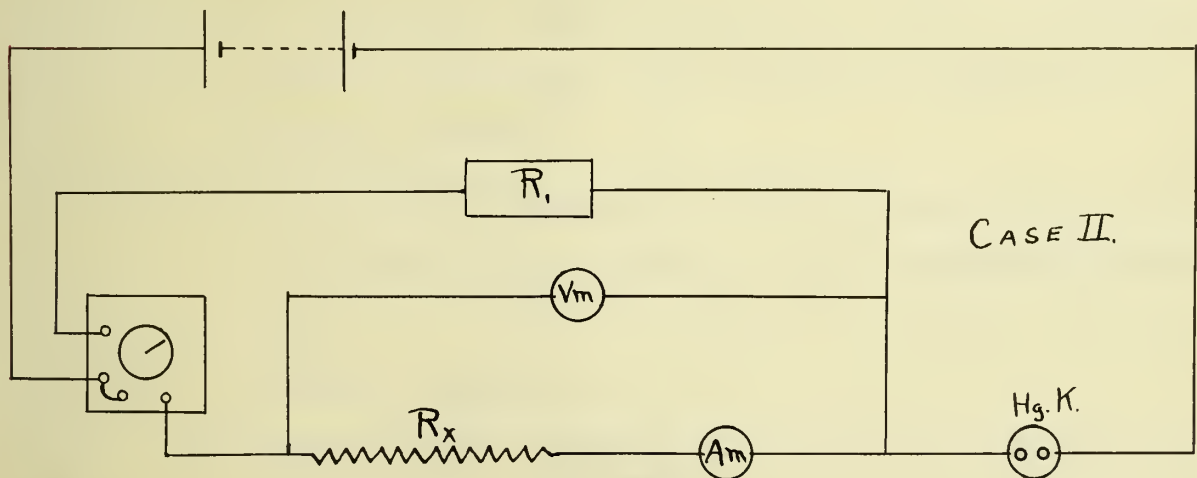 R₁
CASE II.
Vm
Hg. K.
Rx
Am